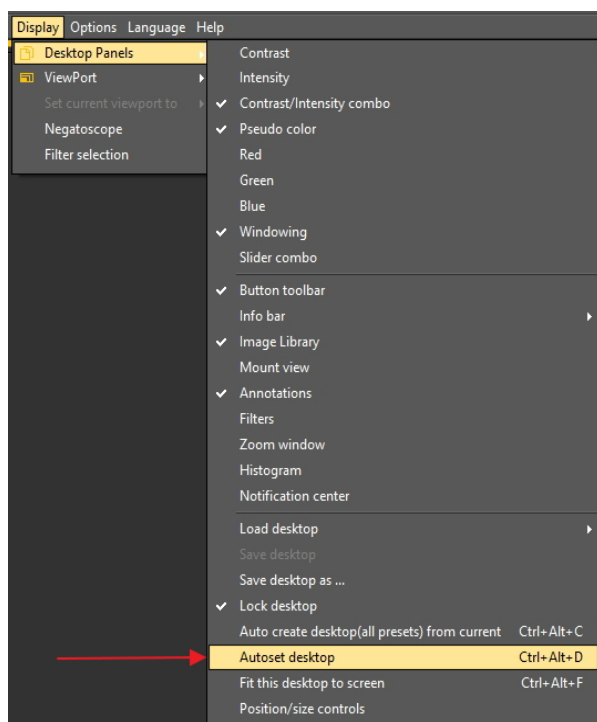 Display Options Language Help
Desktop Panels
ViewPort
Set current viewport to
Negatoscope
Filter selection
Contrast
Intensity
Contrast/Intensity combo
Pseudo color
Red
Green
Blue
Windowing
Slider combo
Button toolbar
Info bar
Image Library
Mount view
Annotations
Filters
Zoom window
Histogram
Notification center
Load desktop
Save desktop
Save desktop as ...
Lock desktop
Auto create desktop(all presets) from current Ctrl+Alt+C
Autoset desktop Ctrl+Alt+D
Fit this desktop to screen Ctrl+Alt+F
Position/size controls